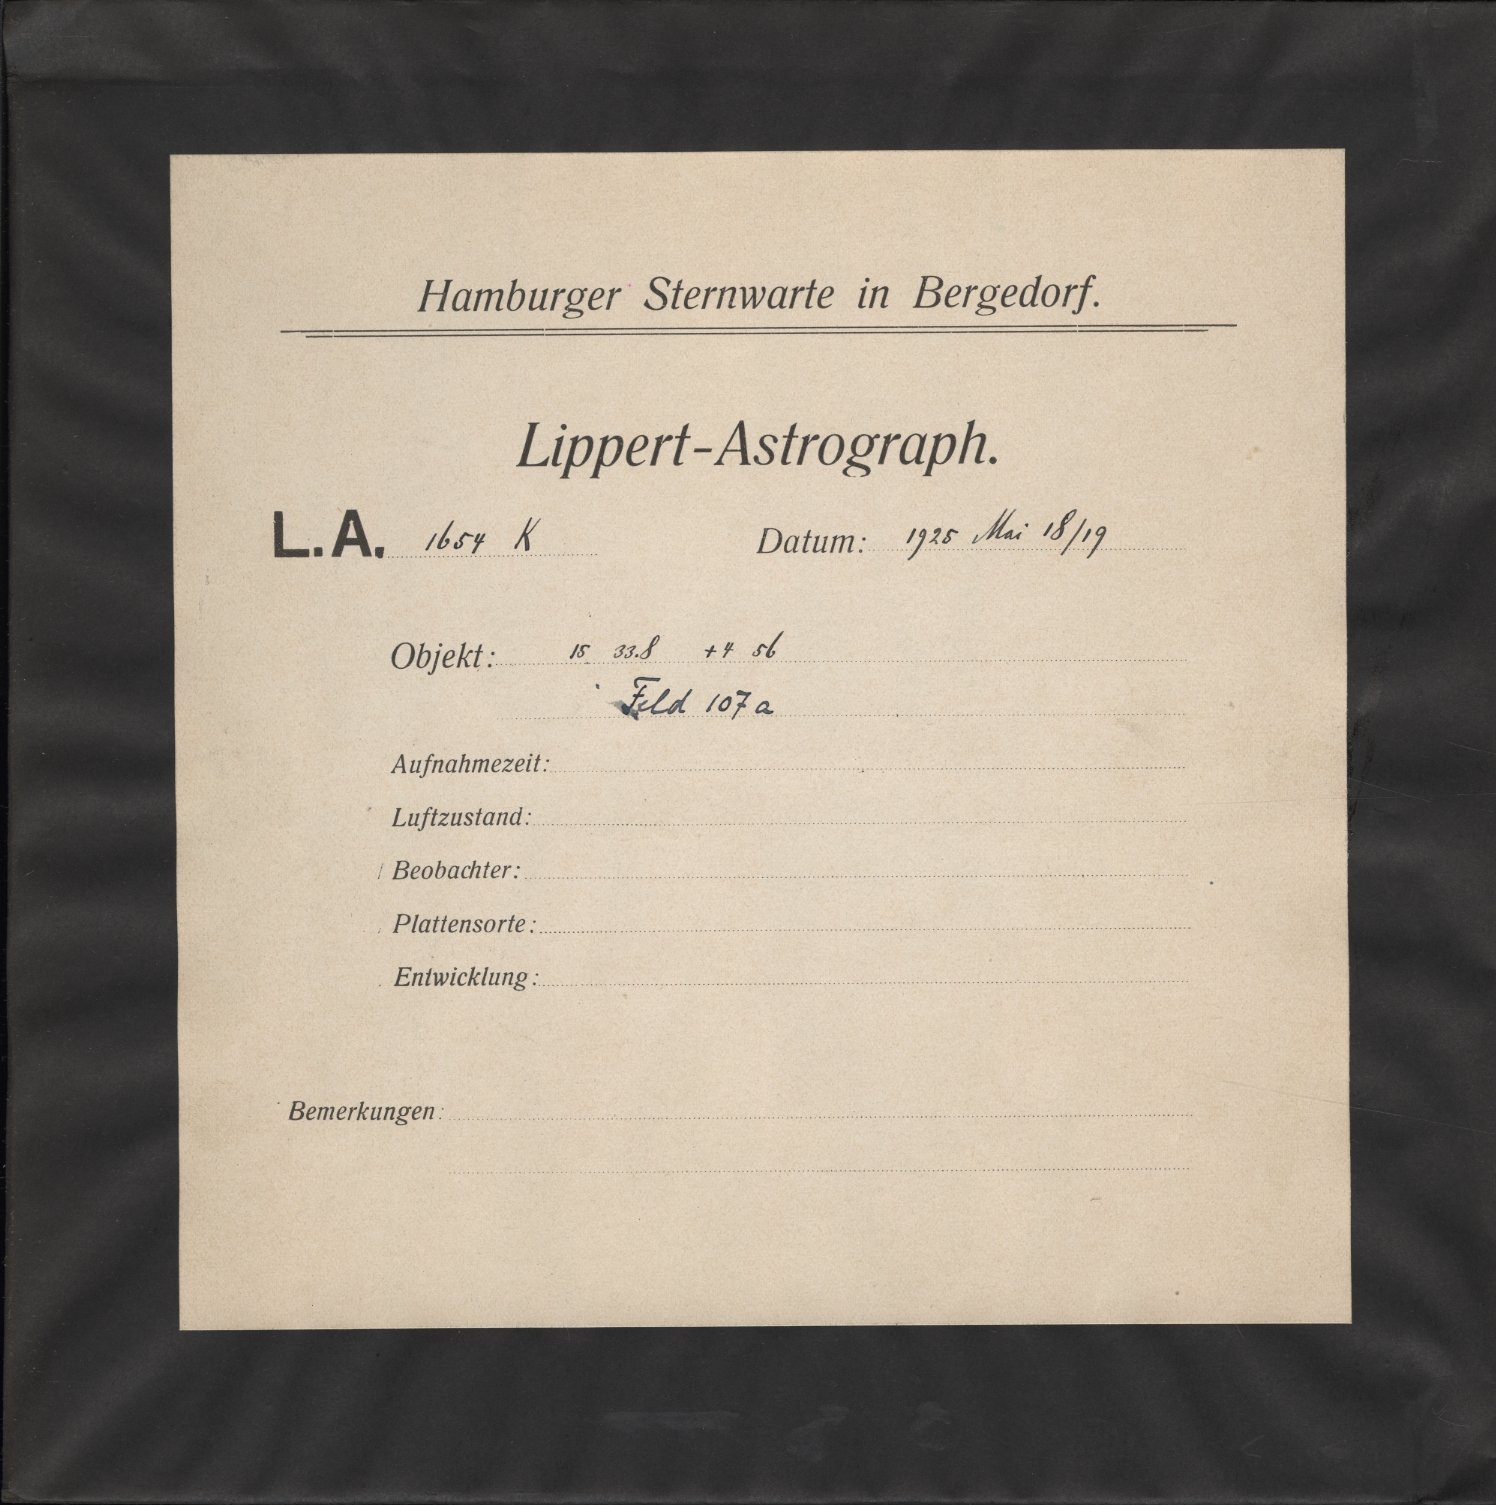 Hamburger Sternwarte in Bergedorf.
Lippert-Astrograph.
L.A. 1654 K Datum: 1925 Mai 18/19
Objekt: 15 33.8 +4 56
Feld 107a
Aufnahmezeit:
Luftzustand:
Beobachter:
Plattensorte:
Entwicklung:
Bemerkungen: